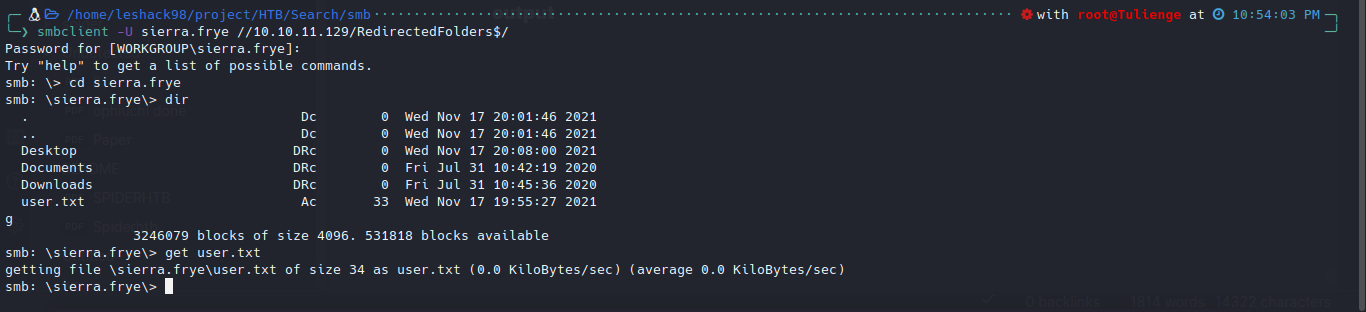 /home/leshack98/project/HTB/Search/smb with root@Tulienge at 10:54:03 PM
smbclient -U sierra.frye //10.10.11.129/RedirectedFolders$/
Password for [WORKGROUP\sierra.frye]:
Try "help" to get a list of possible commands.
smb: \> cd sierra.frye
smb: \sierra.frye\> dir
. Dc 0 Wed Nov 17 20:01:46 2021
.. Dc 0 Wed Nov 17 20:01:46 2021
Desktop DRc 0 Wed Nov 17 20:08:00 2021
Documents DRc 0 Fri Jul 31 10:42:19 2020
Downloads DRc 0 Fri Jul 31 10:45:36 2020
user.txt Ac 33 Wed Nov 17 19:55:27 2021
g
3246079 blocks of size 4096. 531818 blocks available
smb: \sierra.frye\> get user.txt
getting file \sierra.frye\user.txt of size 34 as user.txt (0.0 KiloBytes/sec) (average 0.0 KiloBytes/sec)
smb: \sierra.frye\>
0 backlinks 1814 words 14322 characters